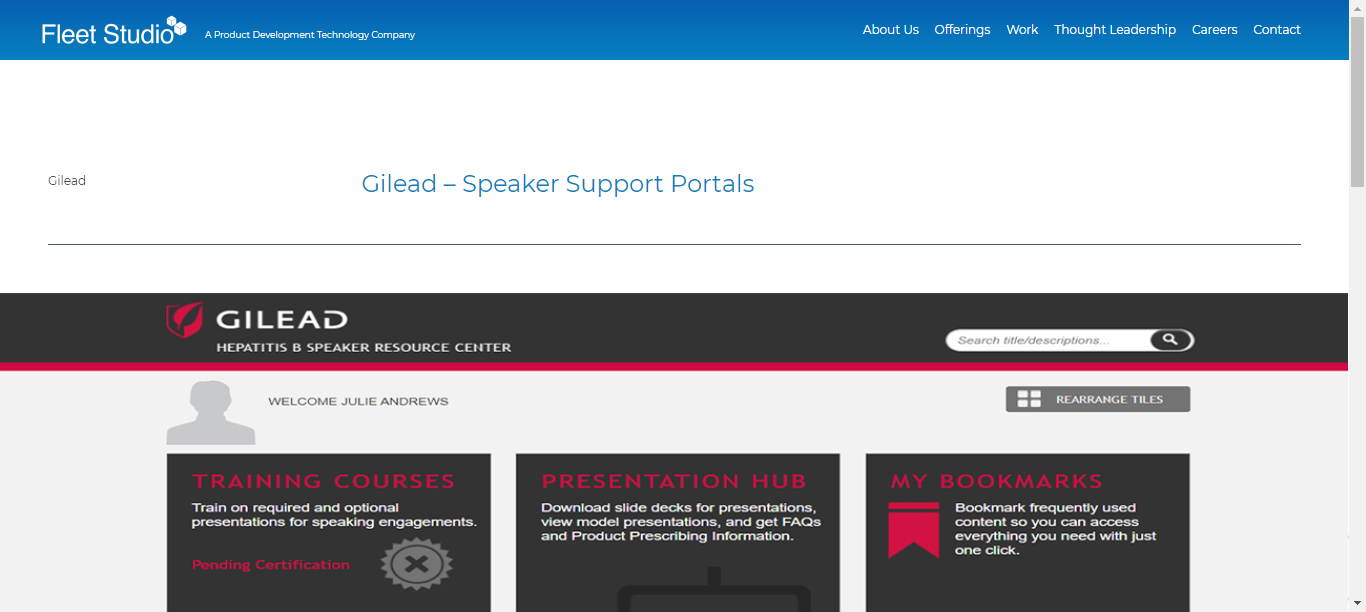 Fleet Studio
A Product Development Technology Company
About Us Offerings Work Thought Leadership Careers Contact
Gilead
Gilead – Speaker Support Portals
GILEAD
HEPATITIS B SPEAKER RESOURCE CENTER
Search title/descriptions...
WELCOME JULIE ANDREWS
REARRANGE TILES
TRAINING COURSES
Train on required and optional
presentations for speaking engagements.
Pending Certification
PRESENTATION HUB
Download slide decks for presentations,
view model presentations, and get FAQs
and Product Prescribing Information.
MY BOOKMARKS
Bookmark frequently used
content so you can access
everything you need with just
one click.